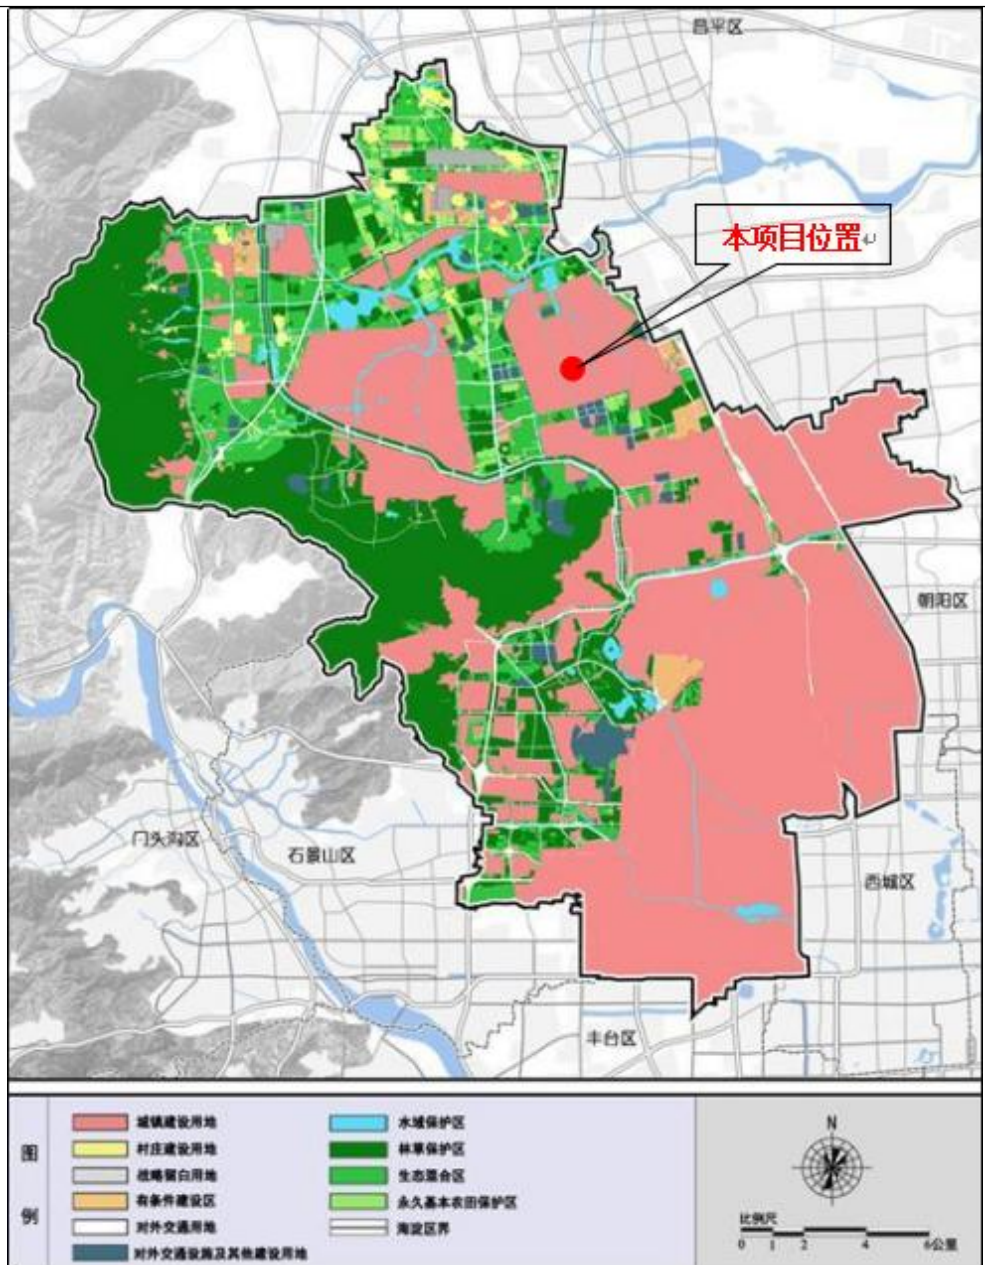 昌平区
本项目位置
朝阳区
门头沟区
石景山区
西城区
丰台区
图例
城镇建设用地
村庄建设用地
战略留白用地
有条件建设区
对外交通用地
对外交通设施及其他建设用地
水域保护区
林草保护区
生态混合区
永久基本农田保护区
海淀区界
N
比例尺
0 1 2 4 6公里